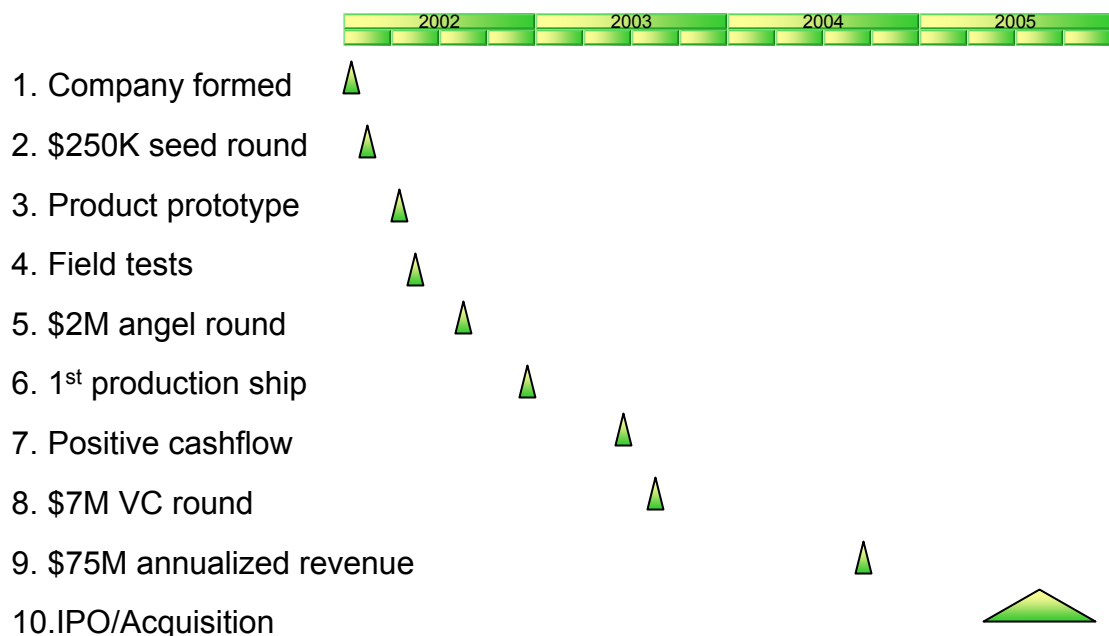 2002 2003 2004 2005
1. Company formed
2. $250K seed round
3. Product prototype
4. Field tests
5. $2M angel round
6. 1st production ship
7. Positive cashflow
8. $7M VC round
9. $75M annualized revenue
10.IPO/Acquisition